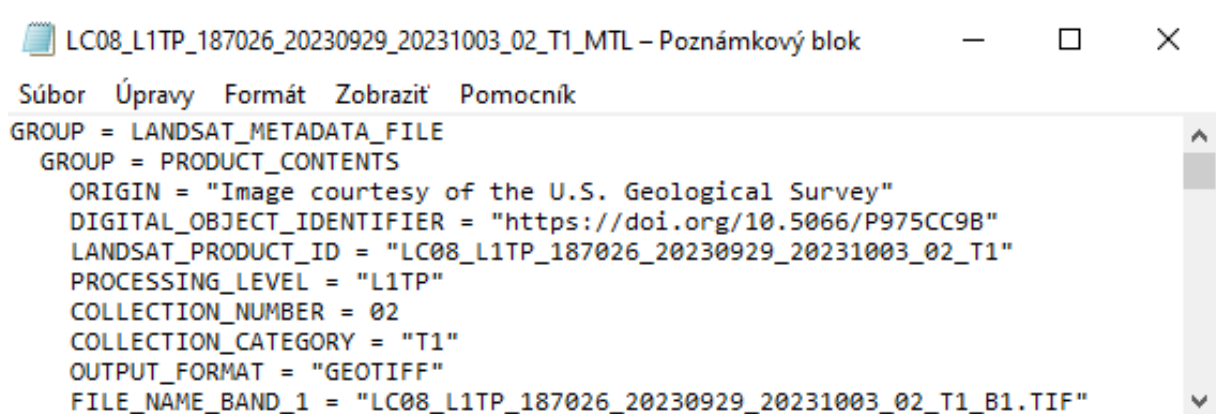 LC08_L1TP_187026_20230929_20231003_02_T1_MTL – Poznámkový blok
Súbor Úpravy Formát Zobraziť Pomocník
GROUP = LANDSAT_METADATA_FILE
GROUP = PRODUCT_CONTENTS
ORIGIN = "Image courtesy of the U.S. Geological Survey"
DIGITAL_OBJECT_IDENTIFIER = "https://doi.org/10.5066/P975CC9B"
LANDSAT_PRODUCT_ID = "LC08_L1TP_187026_20230929_20231003_02_T1"
PROCESSING_LEVEL = "L1TP"
COLLECTION_NUMBER = 02
COLLECTION_CATEGORY = "T1"
OUTPUT_FORMAT = "GEOTIFF"
FILE_NAME_BAND_1 = "LC08_L1TP_187026_20230929_20231003_02_T1_B1.TIF"